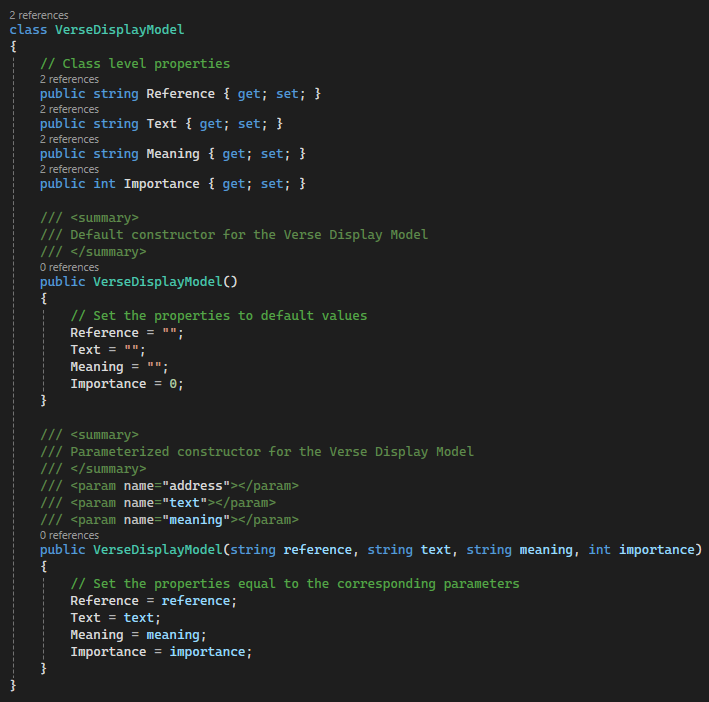 2 references
class VerseDisplayModel
{
// Class level properties
2 references
public string Reference { get; set; }
2 references
public string Text { get; set; }
2 references
public string Meaning { get; set; }
2 references
public int Importance { get; set; }
/// <summary>
/// Default constructor for the Verse Display Model
/// </summary>
0 references
public VerseDisplayModel()
{
// Set the properties to default values
Reference = "";
Text = "";
Meaning = "";
Importance = 0;
}
/// <summary>
/// Parameterized constructor for the Verse Display Model
/// </summary>
/// <param name="address"></param>
/// <param name="text"></param>
/// <param name="meaning"></param>
0 references
public VerseDisplayModel(string reference, string text, string meaning, int importance)
{
// Set the properties equal to the corresponding parameters
Reference = reference;
Text = text;
Meaning = meaning;
Importance = importance;
}
}